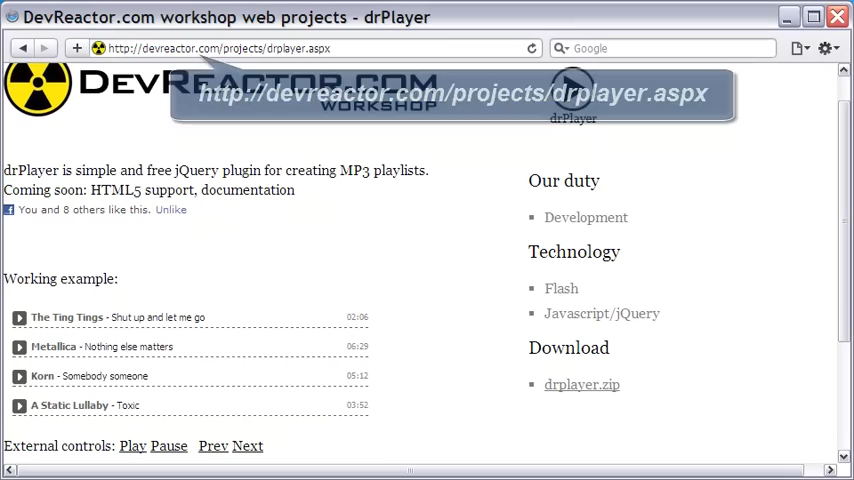 DevReactor.com workshop web projects - drPlayer
http://devreactor.com/projects/drplayer.aspx
Google
DevReactor.com
WORKSHOP
http://devreactor.com/projects/drplayer.aspx
drPlayer
drPlayer is simple and free jQuery plugin for creating MP3 playlists.
Coming soon: HTML5 support, documentation
You and 8 others like this. Unlike
Working example:
The Ting Tings - Shut up and let me go 02:06
Metallica - Nothing else matters 06:29
Korn - Somebody someone 05:12
A Static Lullaby - Toxic 03:52
External controls: Play Pause Prev Next
Our duty
Development
Technology
Flash
Javascript/jQuery
Download
drplayer.zip